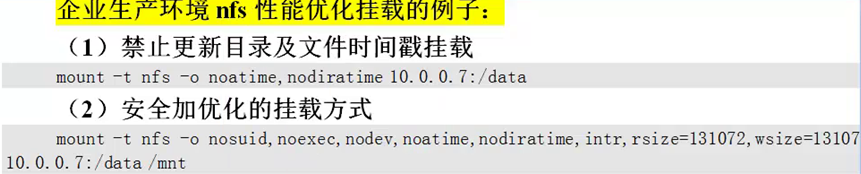 企业生产环境 nfs 性能优化挂载的例子：
（1）禁止更新目录及文件时间戳挂载
mount -t nfs -o noatime,nodiratime 10.0.0.7:/data
（2）安全加优化的挂载方式
mount -t nfs -o nosuid,noexec,nodev,noatime,nodiratime,intr,rsize=131072,wsize=13107
10.0.0.7:/data /mnt